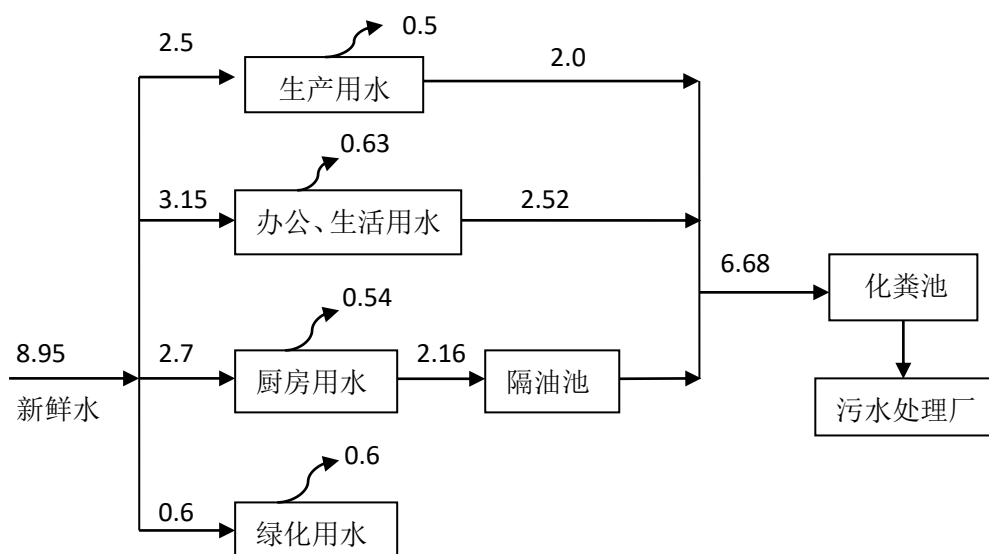 0.5
2.5
2.0
生产用水
0.63
3.15
办公、生活用水
2.52
6.68
化粪池
0.54
8.95
2.7
厨房用水
2.16
隔油池
新鲜水
污水处理厂
0.6
0.6
绿化用水